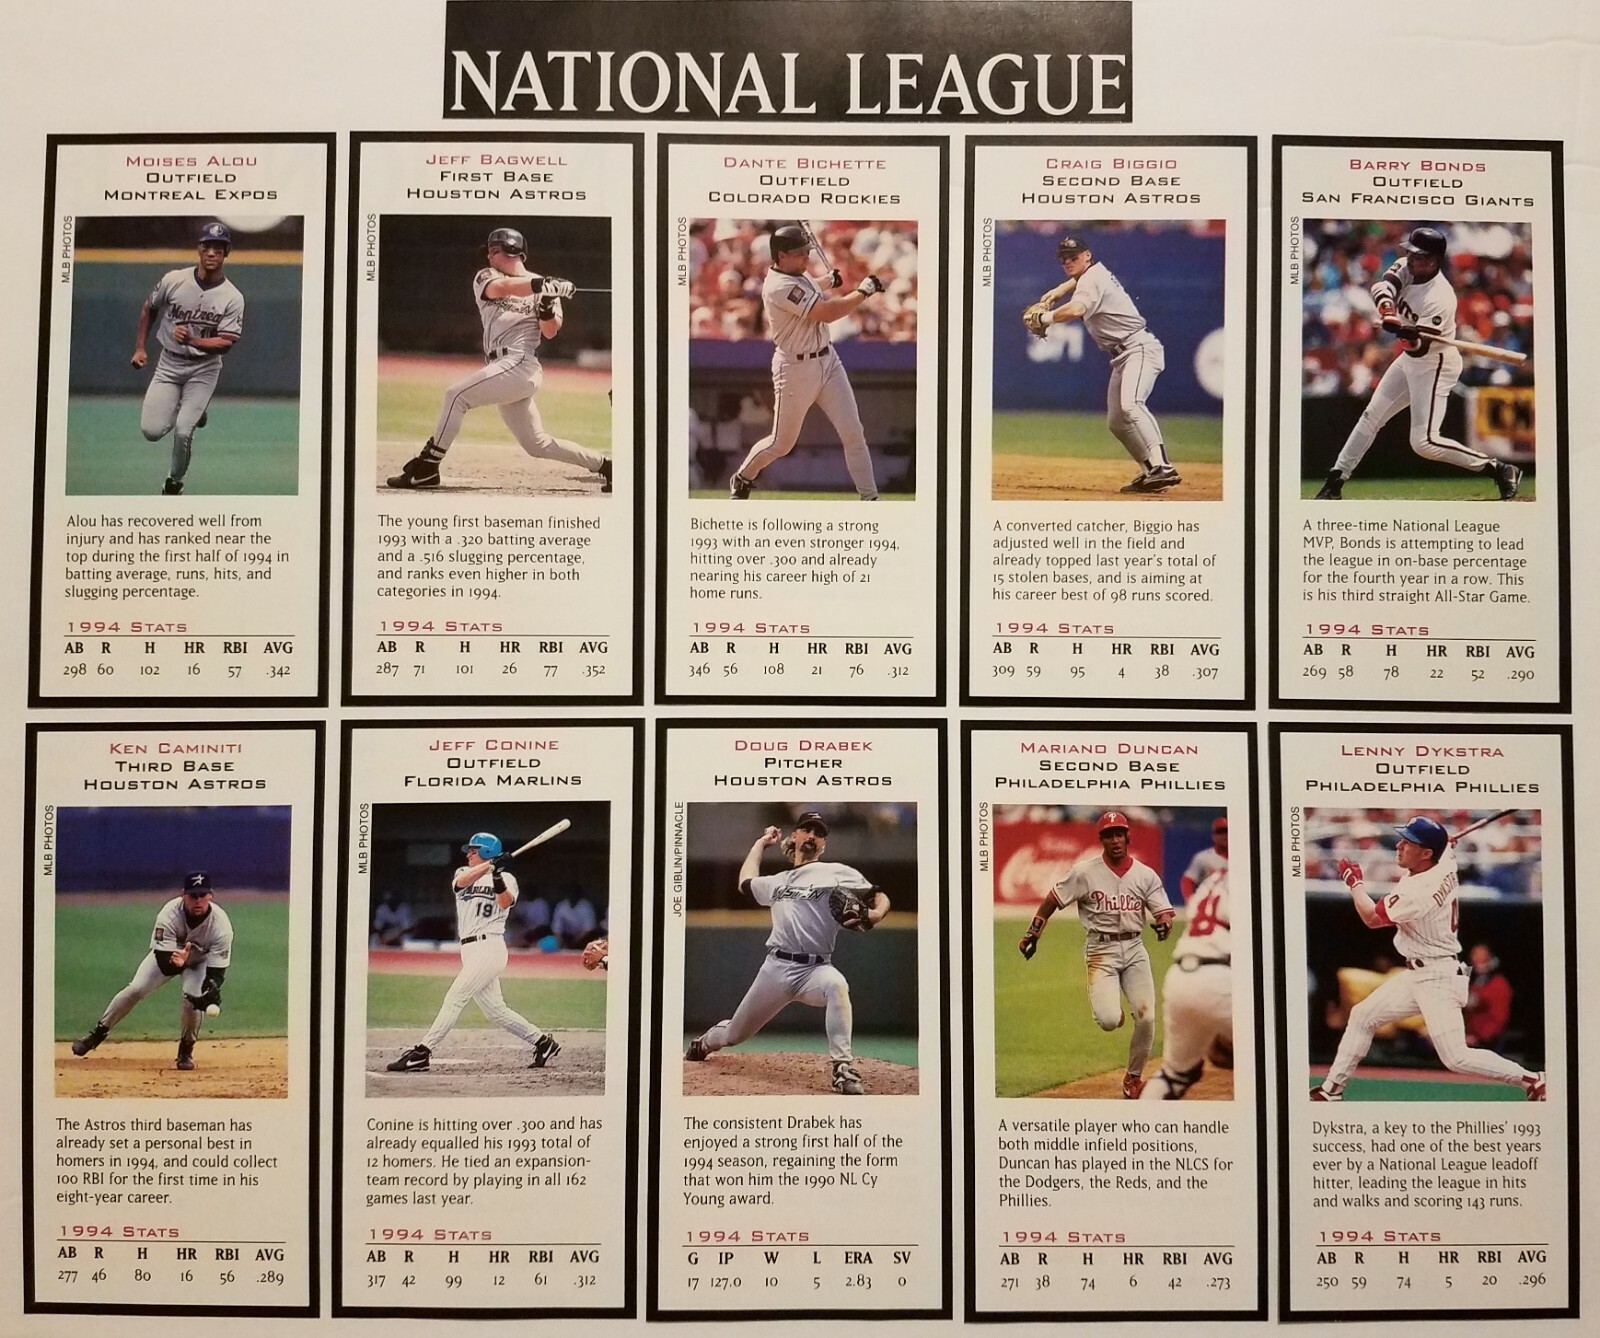 NATIONAL LEAGUE
MOISES ALOU
OUTFIELD
MONTREAL EXPOS
MLB PHOTOS
Montrea
Alou has recovered well from
injury and has ranked near the
top during the first half of 1994 in
batting average, runs, hits, and
slugging percentage.
1994 STATS
AB R H HR RBI AVG
298 60 102 16 57 .342
JEFF BAGWELL
FIRST BASE
HOUSTON ASTROS
MLB PHOTOS
The young first baseman finished
1993 with a .320 batting average
and a .516 slugging percentage,
and ranks even higher in both
categories in 1994.
1994 STATS
AB R H HR RBI AVG
287 71 101 26 77 .352
DANTE BICHETTE
OUTFIELD
COLORADO ROCKIES
MLB PHOTOS
Bichette is following a strong
1993 with an even stronger 1994,
hitting over .300 and already
nearing his career high of 21
home runs.
1994 STATS
AB R H HR RBI AVG
346 56 108 21 76 .312
CRAIG BIGGIO
SECOND BASE
HOUSTON ASTROS
MLB PHOTOS
A converted catcher, Biggio has
adjusted well in the field and
already topped last year's total of
15 stolen bases, and is aiming at
his career best of 98 runs scored.
1994 STATS
AB R H HR RBI AVG
309 59 95 4 38 .307
BARRY BONDS
OUTFIELD
SAN FRANCISCO GIANTS
MLB PHOTOS
A three-time National League
MVP, Bonds is attempting to lead
the league in on-base percentage
for the fourth year in a row. This
is his third straight All-Star Game.
1994 STATS
AB R H HR RBI AVG
269 58 78 22 52 .290
KEN CAMINITI
THIRD BASE
HOUSTON ASTROS
MLB PHOTOS
The Astros third baseman has
already set a personal best in
homers in 1994, and could collect
100 RBI for the first time in his
eight-year career.
1994 STATS
AB R H HR RBI AVG
277 46 80 16 56 .289
JEFF CONINE
OUTFIELD
FLORIDA MARLINS
MLB PHOTOS
19
Conine is hitting over .300 and has
already equalled his 1993 total of
12 homers. He tied an expansion-
team record by playing in all 162
games last year.
1994 STATS
AB R H HR RBI AVG
317 42 99 12 61 .312
DOUG DRABEK
PITCHER
HOUSTON ASTROS
JOE GIBLIN/PINNACLE
The consistent Drabek has
enjoyed a strong first half of the
1994 season, regaining the form
that won him the 1990 NL Cy
Young award.
1994 STATS
G IP W L ERA SV
17 127.0 10 5 2.83 0
MARIANO DUNCAN
SECOND BASE
PHILADELPHIA PHILLIES
MLB PHOTOS
Coca-Cola
P
Phillie
A versatile player who can handle
both middle infield positions,
Duncan has played in the NLCS for
the Dodgers, the Reds, and the
Phillies.
1994 STATS
AB R H HR RBI AVG
271 38 74 6 42 .273
LENNY DYKSTRA
OUTFIELD
PHILADELPHIA PHILLIES
MLB PHOTOS
DYKSTR
Dykstra, a key to the Phillies' 1993
success, had one of the best years
ever by a National League leadoff
hitter, leading the league in hits
and walks and scoring 143 runs.
1994 STATS
AB R H HR RBI AVG
250 59 74 5 20 .296